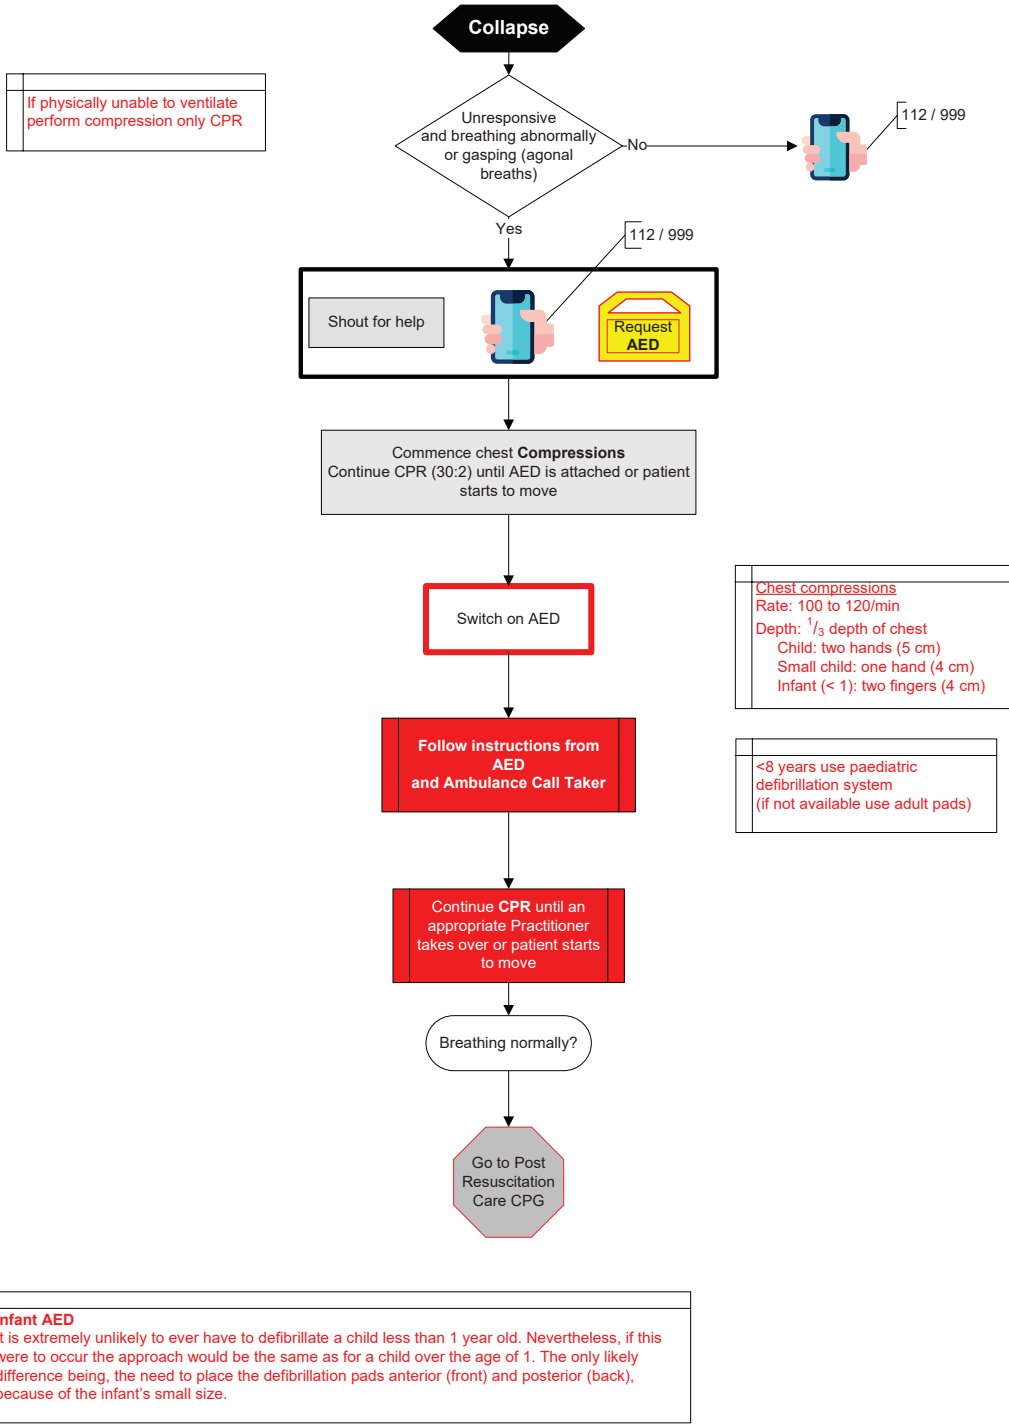 Collapse
If physically unable to ventilate
perform compression only CPR
Unresponsive
and breathing abnormally
or gasping (agonal
breaths)
No
112 / 999
Yes
112 / 999
Shout for help
Request
AED
Commence chest Compressions
Continue CPR (30:2) until AED is attached or patient
starts to move
Switch on AED
Chest compressions
Rate: 100 to 120/min
Depth: 1/3 depth of chest
Child: two hands (5 cm)
Small child: one hand (4 cm)
Infant (< 1): two fingers (4 cm)
Follow instructions from
AED
and Ambulance Call Taker
<8 years use paediatric
defibrillation system
(if not available use adult pads)
Continue CPR until an
appropriate Practitioner
takes over or patient starts
to move
Breathing normally?
Go to Post
Resuscitation
Care CPG
nfant AED
t is extremely unlikely to ever have to defibrillate a child less than 1 year old. Nevertheless, if this
were to occur the approach would be the same as for a child over the age of 1. The only likely
difference being, the need to place the defibrillation pads anterior (front) and posterior (back),
because of the infant's small size.